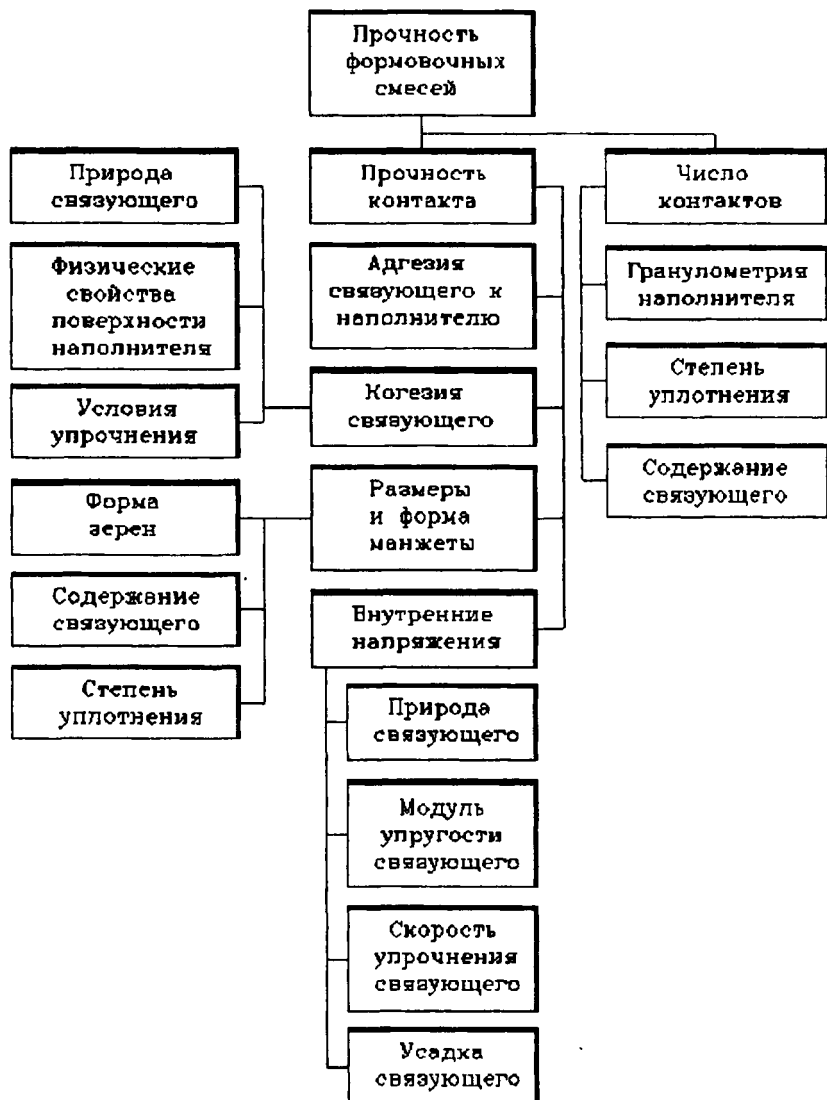 Прочность
формовочных
смесей
Природа
связующего
Физические
свойства
поверхности
наполнителя
Условия
упрочнения
Форма
зерен
Содержание
связующего
Степень
уплотнения
Прочность
контакта
Адгезия
связующего к
наполнителю
Когезия
связующего
Размеры
и форма
манжеты
Внутренние
напряжения
Природа
связующего
Модуль
упругости
связующего
Скорость
упрочнения
связующего
Усадка
связующего
Число
контактов
Гранулометрия
наполнителя
Степень
уплотнения
Содержание
связующего